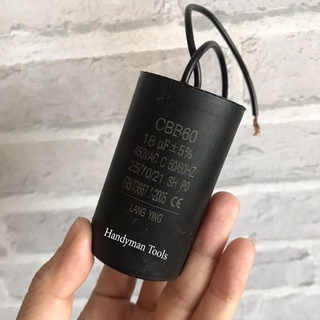 CBB60
18 µF±5%
450VAC C 50/60HZ
25/70/21 SH P0
GB/T3667.1-2005 CE
LANG YING
Handyman Tools